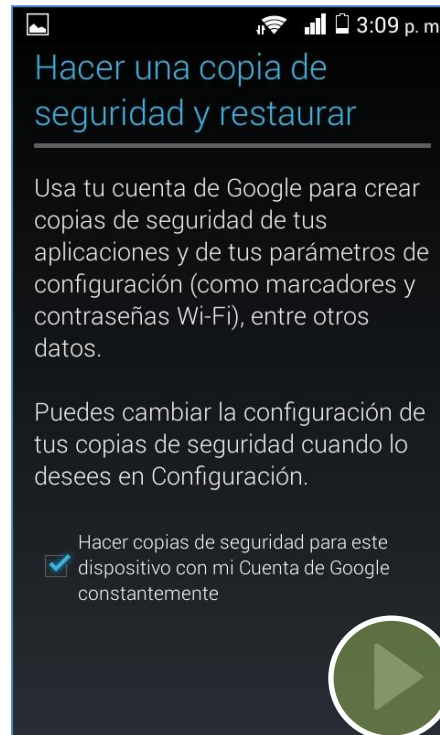 3:09 p. m
Hacer una copia de
seguridad y restaurar
Usa tu cuenta de Google para crear
copias de seguridad de tus
aplicaciones y de tus parámetros de
configuración (como marcadores y
contraseñas Wi-Fi), entre otros
datos.
Puedes cambiar la configuración de
tus copias de seguridad cuando lo
desees en Configuración.
Hacer copias de seguridad para este
dispositivo con mi Cuenta de Google
constantemente